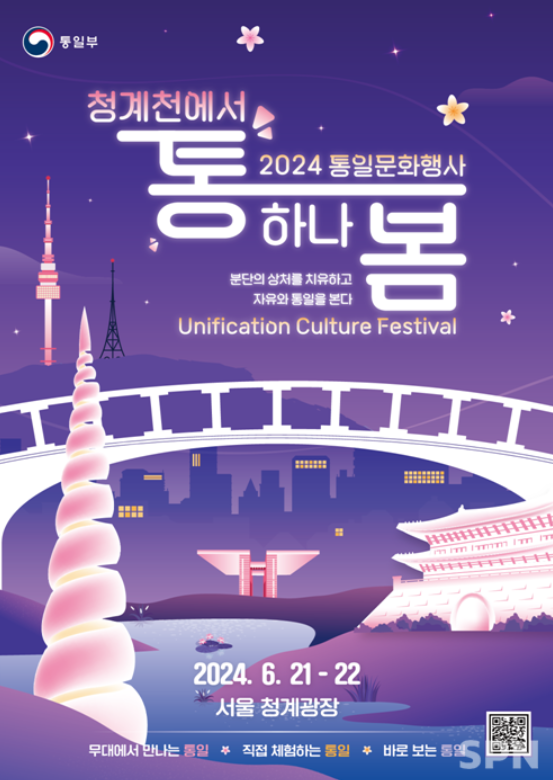 통일부
청계천에서
통
2024 통일문화행사
하나
봄
분단의 상처를 치유하고
자유와 통일을 본다
Unification Culture Festival
2024. 6. 21 - 22
서울 청계광장
무대에서 만나는 통일 직접 체험하는 통일 바로 보는 통일
SPN